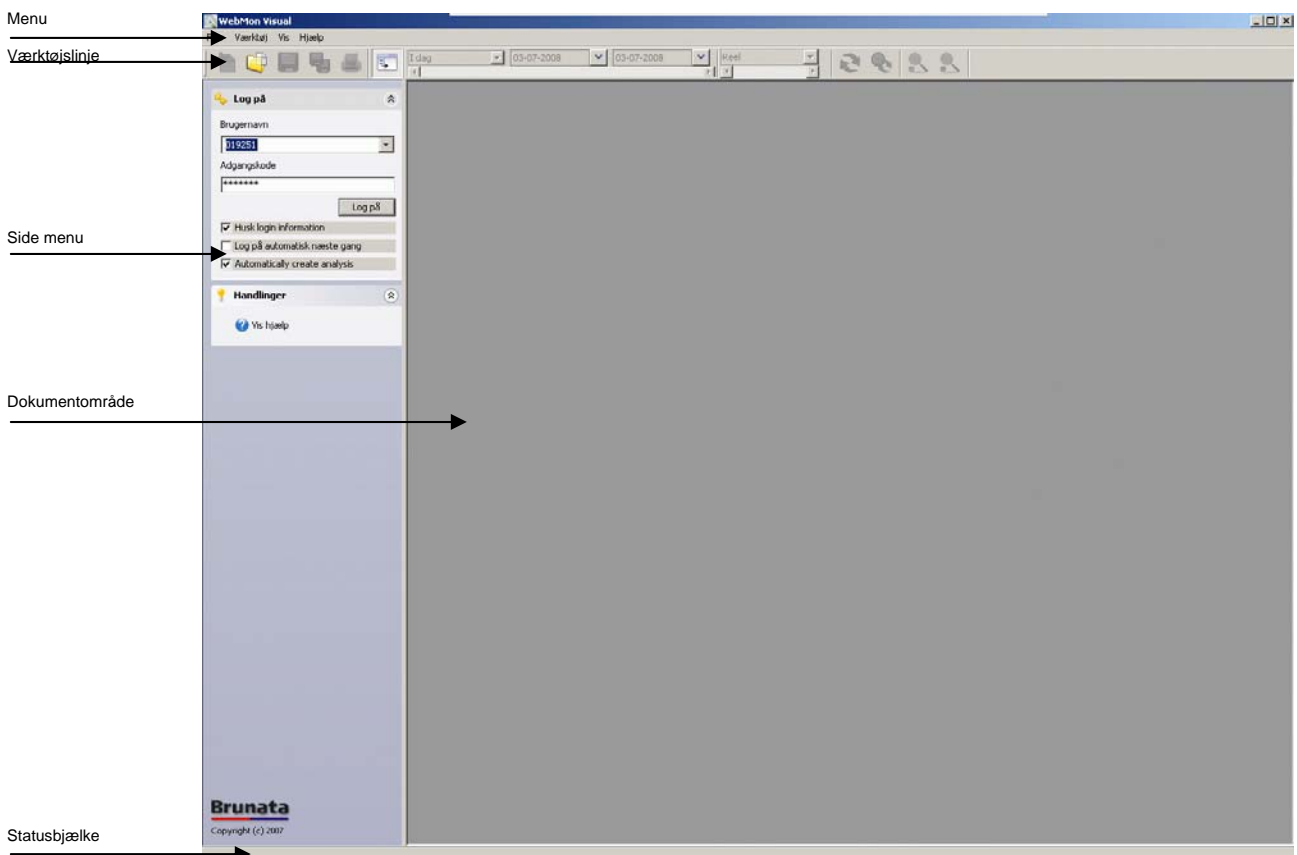 Menu
Værktøjslinje
Side menu
Dokumentområde
Statusbjælke
WebMon Visual
Værktøj Vis Hjælp
I dag 03-07-2008 03-07-2008 Reel
Log på
Brugernavn
019251
Adgangskode
*******
Log på
Husk login information
Log på automatisk næste gang
Automatically create analysis
Handlinger
Vis hjælp
Brunata
Copyright (c) 2007